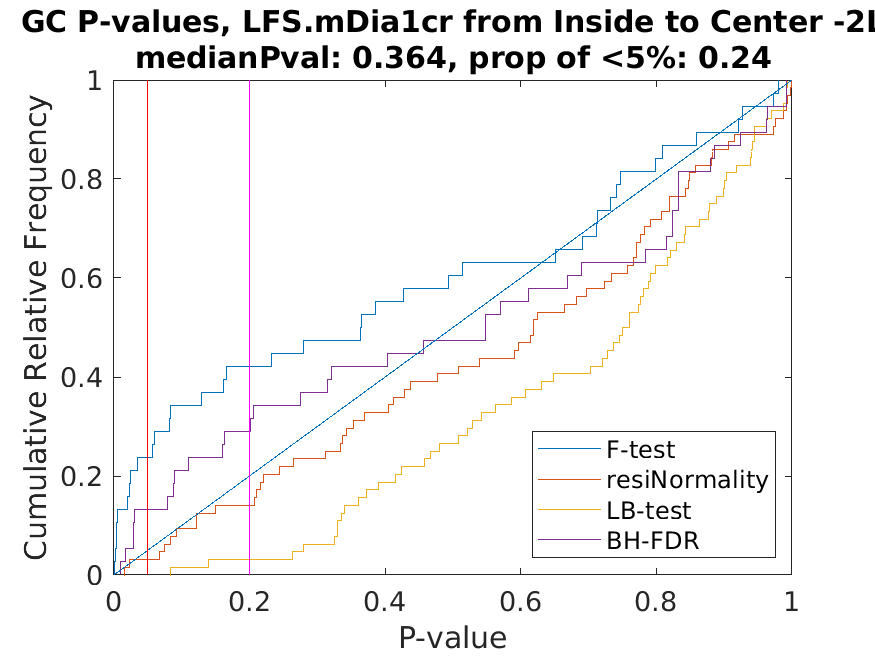 GC P-values, LFS.mDia1cr from Inside to Center -2L
medianPval: 0.364, prop of <5%: 0.24
Cumulative Relative Frequency
1
0.8
0.6
0.4
0.2
0
F-test
resiNormality
LB-test
BH-FDR
0 0.2 0.4 0.6 0.8 1
P-value